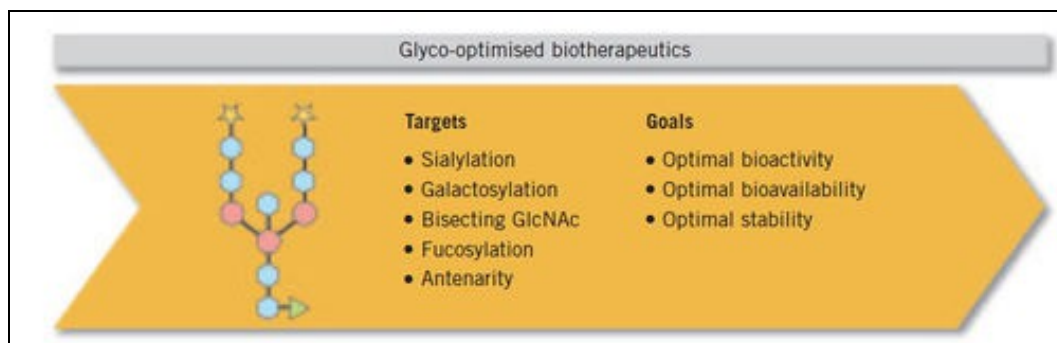 Glyco-optimised biotherapeutics
Targets
• Sialylation
• Galactosylation
• Bisecting GlcNAc
• Fucosylation
• Antenarity
Goals
• Optimal bioactivity
• Optimal bioavailability
• Optimal stability